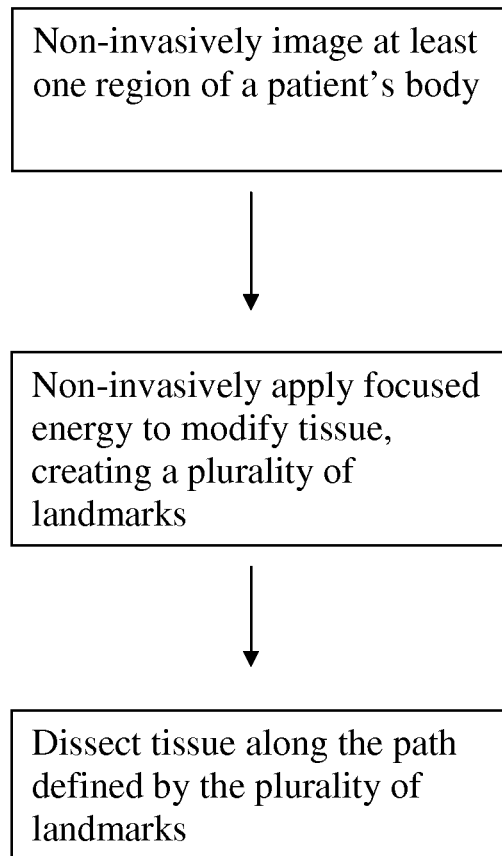 Non-invasively image at least
one region of a patient's body
Non-invasively apply focused
energy to modify tissue,
creating a plurality of
landmarks
Dissect tissue along the path
defined by the plurality of
landmarks